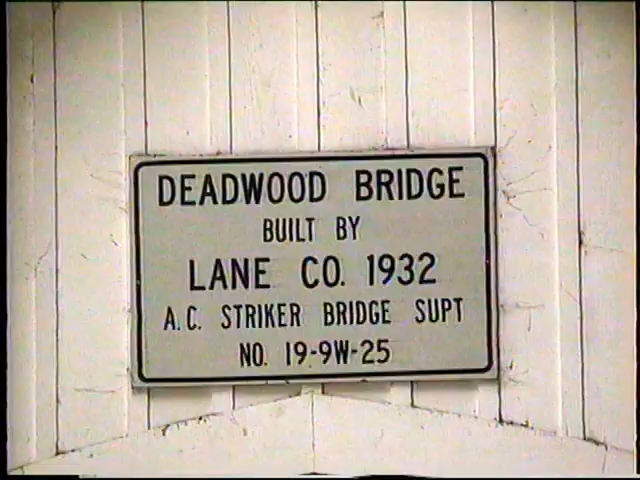 DEADWOOD BRIDGE
BUILT BY
LANE CO. 1932
A.C. STRIKER BRIDGE SUPT
NO. 19-9W-25